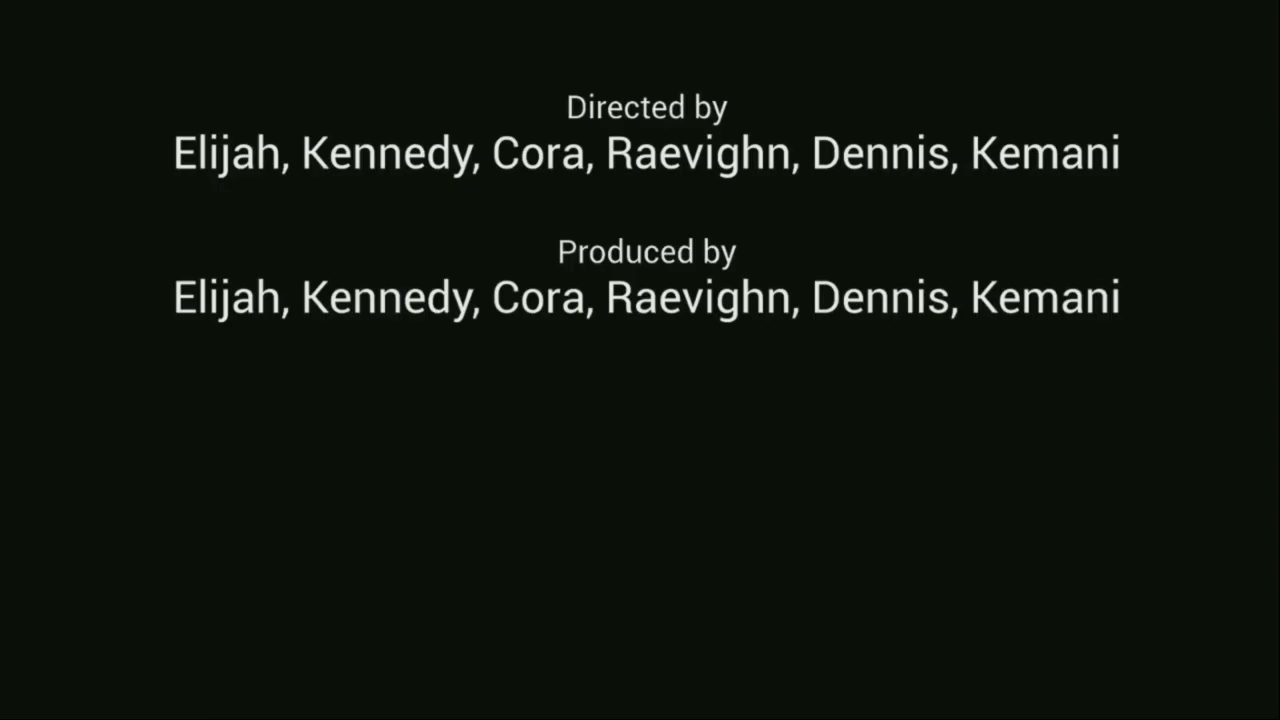 Directed by
Elijah, Kennedy, Cora, Raevighn, Dennis, Kemani
Produced by
Elijah, Kennedy, Cora, Raevighn, Dennis, Kemani